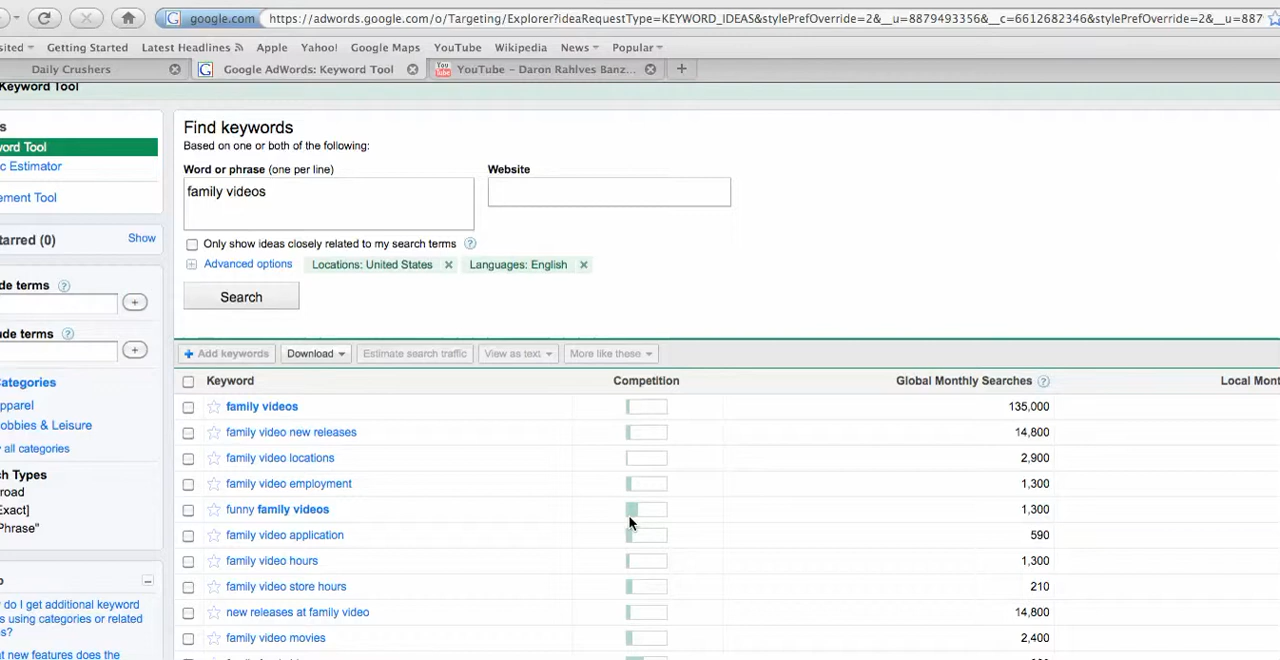 google.com
https://adwords.google.com/o/Targeting/Explorer?ideaRequestType=KEYWORD_IDEAS&stylePrefOverride=2&__u=8879493356&__c=6612682346&stylePrefOverride=2&__u=887
sited Getting Started Latest Headlines Apple Yahoo! Google Maps YouTube Wikipedia News Popular
Daily Crushers Google AdWords: Keyword Tool YouTube – Daron Rahlves Banz... +
Keyword Tool
s
word Tool
c Estimator
ement Tool
tarred (0) Show
de terms ?
+
ude terms ?
+
Categories
pparel
obbies & Leisure
all categories
ch Types
road
Exact]
Phrase"
p
do I get additional keyword
s using categories or related
s?
at new features does the
Find keywords
Based on one or both of the following:
Word or phrase (one per line) Website
family videos
Only show ideas closely related to my search terms ?
Advanced options Locations: United States × Languages: English ×
Search
+ Add keywords Download Estimate search traffic View as text More like these
Keyword Competition Global Monthly Searches ? Local Mont
family videos 135,000
family video new releases 14,800
family video locations 2,900
family video employment 1,300
funny family videos 1,300
family video application 590
family video hours 1,300
family video store hours 210
new releases at family video 14,800
family video movies 2,400